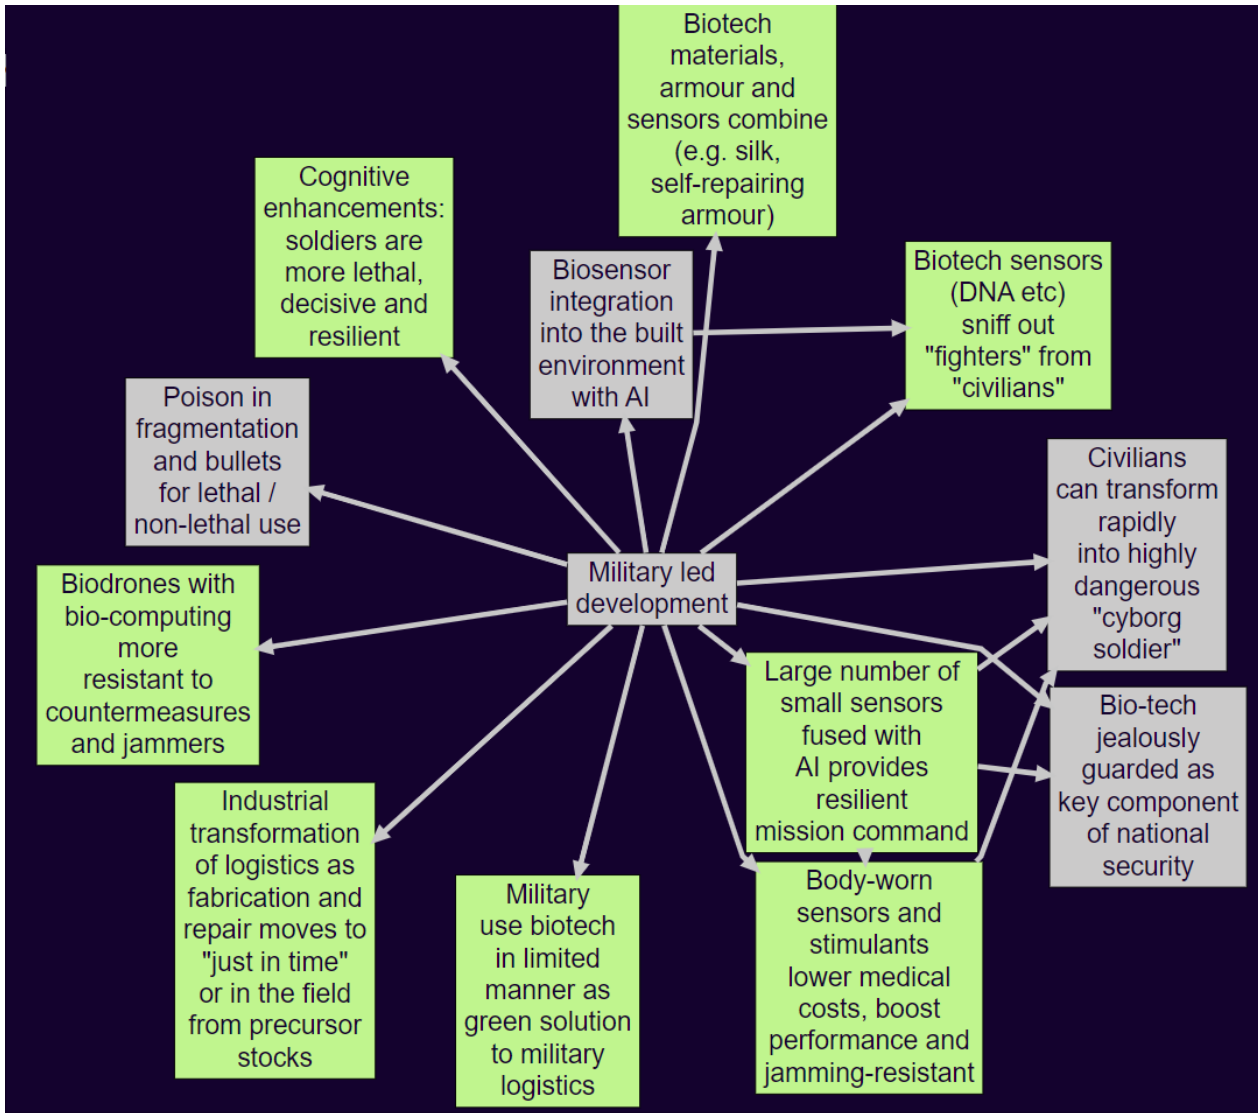 Biotech
materials,
armour and
sensors combine
(e.g. silk,
self-repairing
armour)
Cognitive
enhancements:
soldiers are
more lethal,
decisive and
resilient
Biosensor
integration
into the built
environment
with AI
Biotech sensors
(DNA etc)
sniff out
"fighters" from
"civilians"
Poison in
fragmentation
and bullets
for lethal /
non-lethal use
Civilians
can transform
rapidly
into highly
dangerous
"cyborg
soldier"
Military led
development
Biodrones with
bio-computing
more
resistant to
countermeasures
and jammers
Large number of
small sensors
fused with
AI provides
resilient
mission command
Bio-tech
jealously
guarded as
key component
of national
security
Industrial
transformation
of logistics as
fabrication and
repair moves to
"just in time"
or in the field
from precursor
stocks
Military
use biotech
in limited
manner as
green solution
to military
logistics
Body-worn
sensors and
stimulants
lower medical
costs, boost
performance and
jamming-resistant